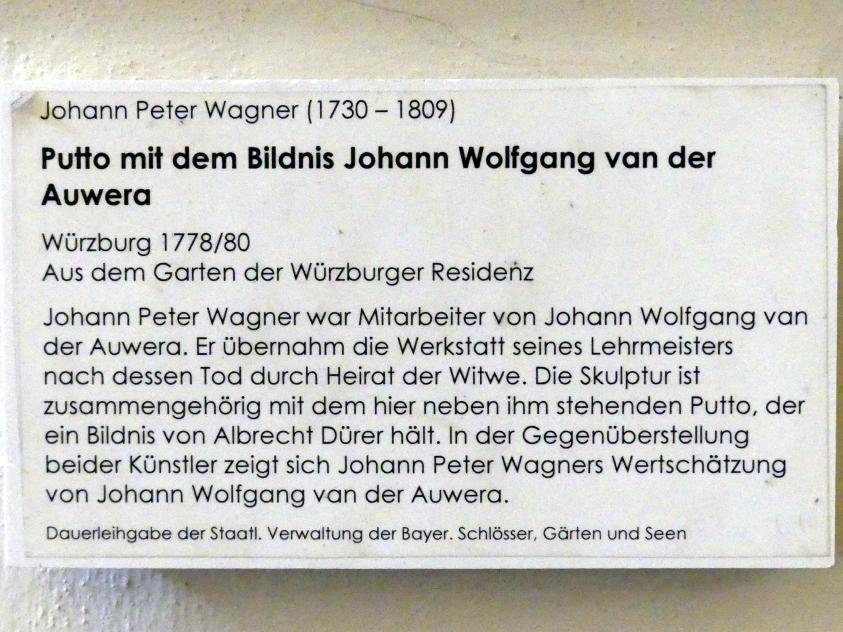 Johann Peter Wagner (1730 – 1809)
Putto mit dem Bildnis Johann Wolfgang van der
Auwera
Würzburg 1778/80
Aus dem Garten der Würzburger Residenz
Johann Peter Wagner war Mitarbeiter von Johann Wolfgang van
der Auwera. Er übernahm die Werkstatt seines Lehrmeisters
nach dessen Tod durch Heirat der Witwe. Die Skulptur ist
zusammengehörig mit dem hier neben ihm stehenden Putto, der
ein Bildnis von Albrecht Dürer hält. In der Gegenüberstellung
beider Künstler zeigt sich Johann Peter Wagners Wertschätzung
von Johann Wolfgang van der Auwera.
Dauerleihgabe der Staatl. Verwaltung der Bayer. Schlösser, Gärten und Seen